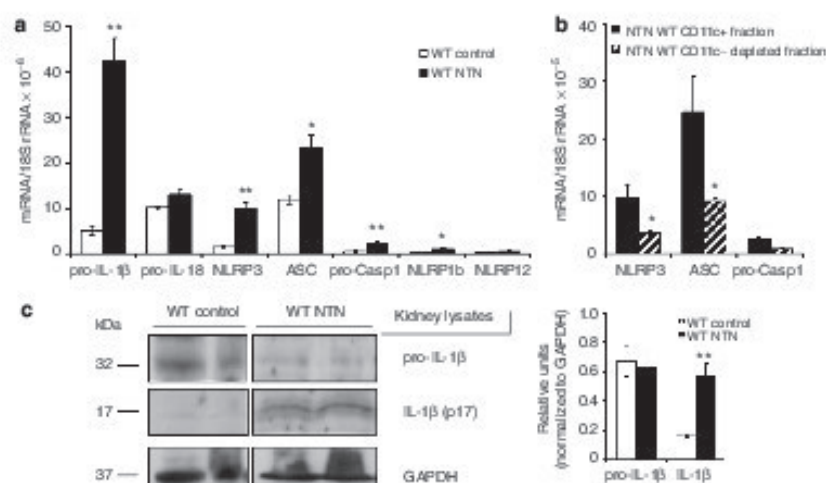 a
mRNA/18S rRNA × 10⁻⁶
50
40
30
20
10
0
WT control
WT NTN
**
**
*
**
*
pro-IL-1β pro-IL-18 NLRP3 ASC pro-Casp1 NLRP1b NLRP12
b
NTN WT CD11c+ fraction
NTN WT CD11c− depleted fraction
mRNA/18S rRNA × 10⁻⁶
40
30
20
10
0
*
*
NLRP3 ASC pro-Casp1
c
kDa
WT control WT NTN Kidney lysates
32 pro-IL-1β
17 IL-1β (p17)
37 GAPDH
Relative units
(normalized to GAPDH)
1.0
0.8
0.6
0.4
0.2
0
WT control
WT NTN
**
pro-IL-1β IL-1β